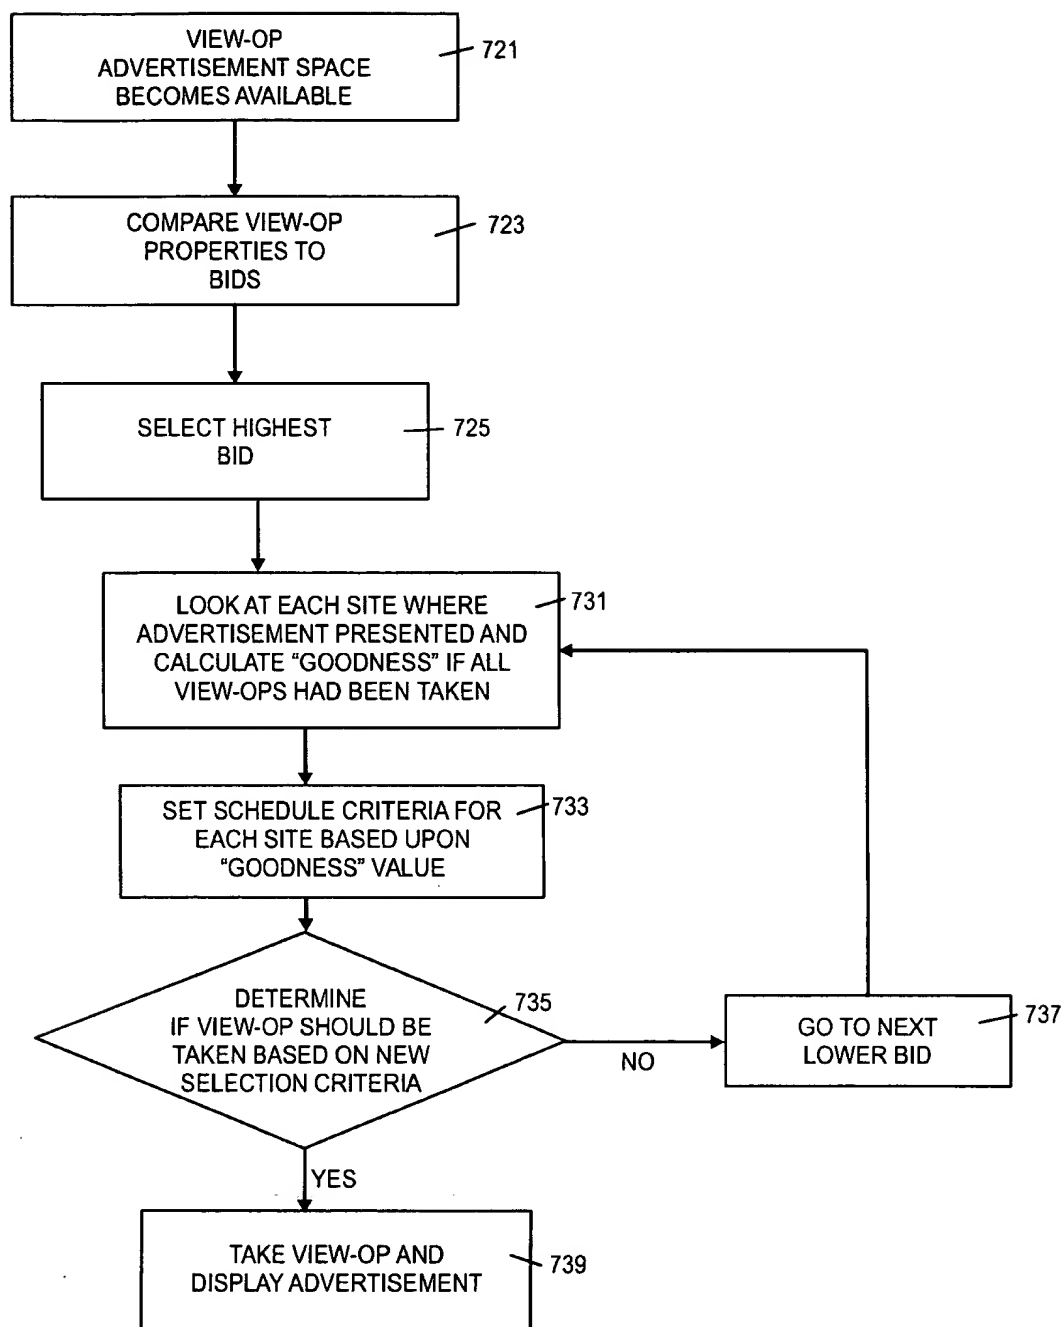 VIEW-OP
ADVERTISEMENT SPACE
BECOMES AVAILABLE
721
COMPARE VIEW-OP
PROPERTIES TO
BIDS
723
SELECT HIGHEST
BID
725
LOOK AT EACH SITE WHERE
ADVERTISEMENT PRESENTED AND
CALCULATE “GOODNESS” IF ALL
VIEW-OPS HAD BEEN TAKEN
731
SET SCHEDULE CRITERIA FOR
EACH SITE BASED UPON
“GOODNESS” VALUE
733
DETERMINE
IF VIEW-OP SHOULD BE
TAKEN BASED ON NEW
SELECTION CRITERIA
735
NO
GO TO NEXT
LOWER BID
737
YES
TAKE VIEW-OP AND
DISPLAY ADVERTISEMENT
739